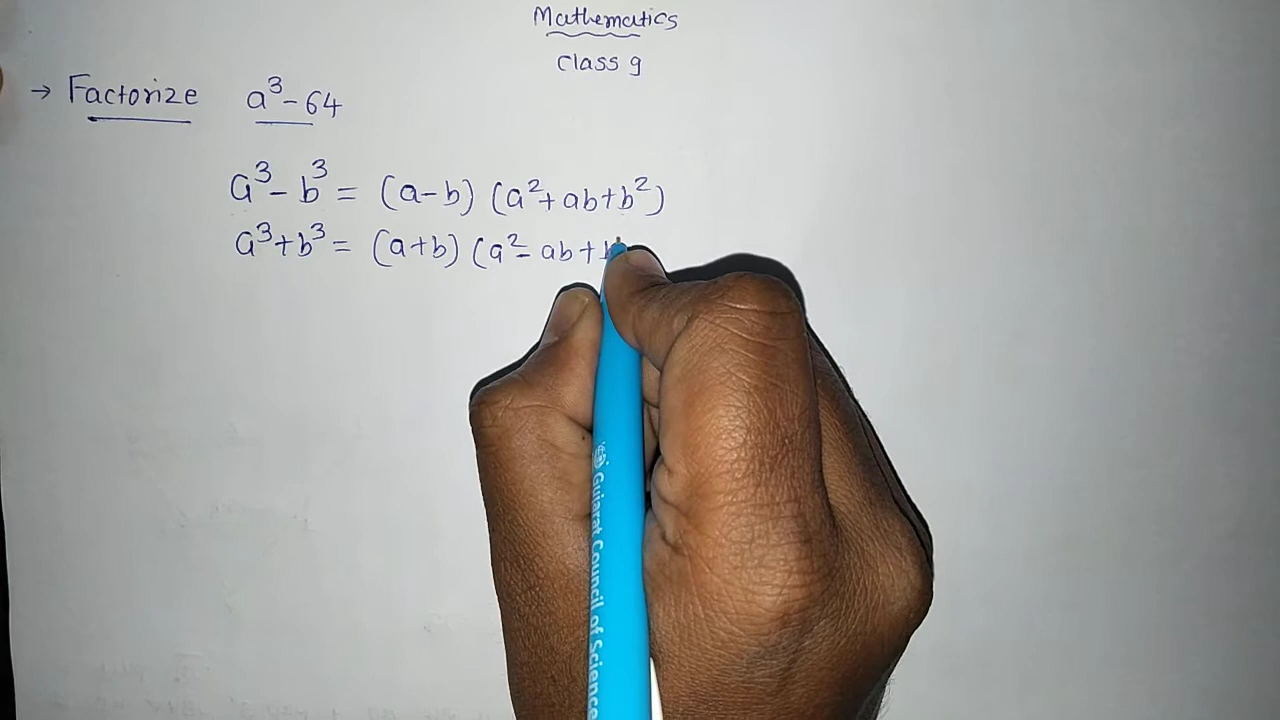 Mathematics
Class 9
→ Factorize a³-64
a³-b³ = (a-b) (a²+ab+b²)
a³+b³ = (a+b) (a²-ab+b
Gujarat Council of Science